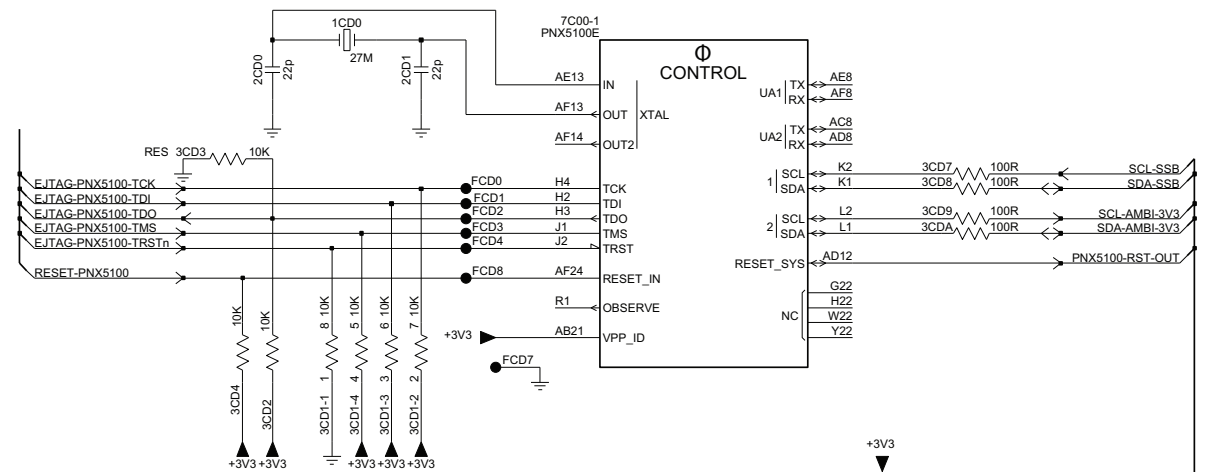 7C00-1
PNX5100E
Φ
CONTROL
1CD0
27M
2CD0
22p
2CD1
22p
AE13
IN
AF13
OUT
XTAL
AF14
OUT2
RES 3CD3
10K
EJTAG-PNX5100-TCK
FCD0
H4
TCK
EJTAG-PNX5100-TDI
FCD1
H2
TDI
EJTAG-PNX5100-TDO
FCD2
H3
TDO
EJTAG-PNX5100-TMS
FCD3
J1
TMS
EJTAG-PNX5100-TRSTn
FCD4
J2
TRST
RESET-PNX5100
FCD8
AF24
RESET_IN
R1
OBSERVE
+3V3
AB21
VPP_ID
FCD7
10K
3CD4
10K
3CD2
8 10K
1
3CD1-1
5 10K
4
3CD1-4
6 10K
3
3CD1-3
7 10K
2
3CD1-2
+3V3
+3V3
+3V3
+3V3
+3V3
UA1
TX
AE8
RX
AF8
UA2
TX
AC8
RX
AD8
1
SCL
K2
3CD7
100R
SCL-SSB
SDA
K1
3CD8
100R
SDA-SSB
2
SCL
L2
3CD9
100R
SCL-AMBI-3V3
SDA
L1
3CDA
100R
SDA-AMBI-3V3
RESET_SYS
AD12
PNX5100-RST-OUT
NC
G22
H22
W22
Y22
+3V3